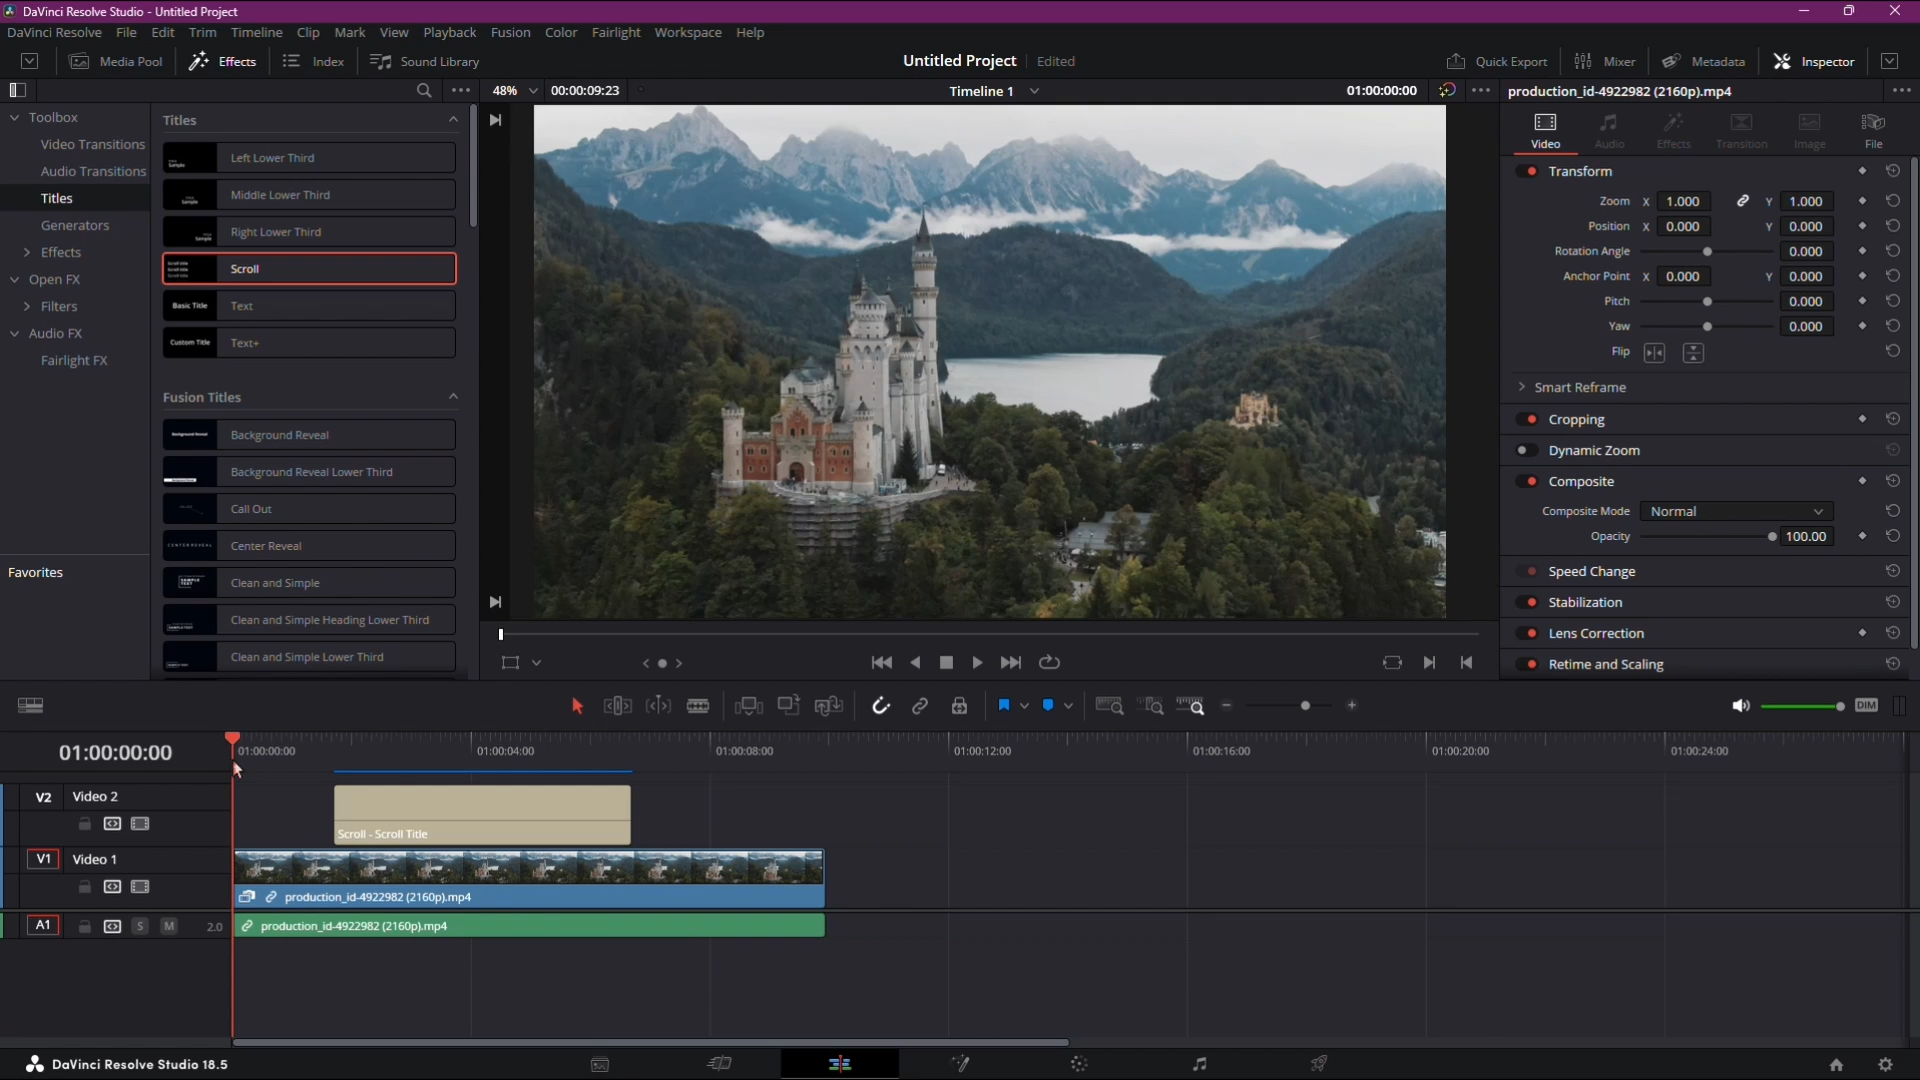 DaVinci Resolve Studio - Untitled Project
DaVinci Resolve File Edit Trim Timeline Clip Mark View Playback Fusion Color Fairlight Workspace Help
Media Pool Effects Index Sound Library Untitled Project Edited Quick Export Mixer Metadata Inspector
48% 00:00:09:23 Timeline 1 01:00:00:00 production_id-4922982 (2160p).mp4
Toolbox
Video Transitions
Audio Transitions
Titles
Generators
Effects
Open FX
Filters
Audio FX
Fairlight FX
Favorites
Titles
Left Lower Third
Middle Lower Third
Right Lower Third
Scroll
Basic Title Text
Custom Title Text+
Fusion Titles
Background Reveal
Background Reveal Lower Third
Call Out
CENTER REVEAL Center Reveal
Clean and Simple
Clean and Simple Heading Lower Third
Clean and Simple Lower Third
Video Audio Effects Transition Image File
Transform
Zoom X 1.000 Y 1.000
Position X 0.000 Y 0.000
Rotation Angle 0.000
Anchor Point X 0.000 Y 0.000
Pitch 0.000
Yaw 0.000
Flip
Smart Reframe
Cropping
Dynamic Zoom
Composite
Composite Mode Normal
Opacity 100.00
Speed Change
Stabilization
Lens Correction
Retime and Scaling
DIM
01:00:00:00 01:00:00:00 01:00:04:00 01:00:08:00 01:00:12:00 01:00:16:00 01:00:20:00 01:00:24:00
V2 Video 2
Scroll - Scroll Title
V1 Video 1
production_id-4922982 (2160p).mp4
A1 S M 2.0 production_id-4922982 (2160p).mp4
DaVinci Resolve Studio 18.5